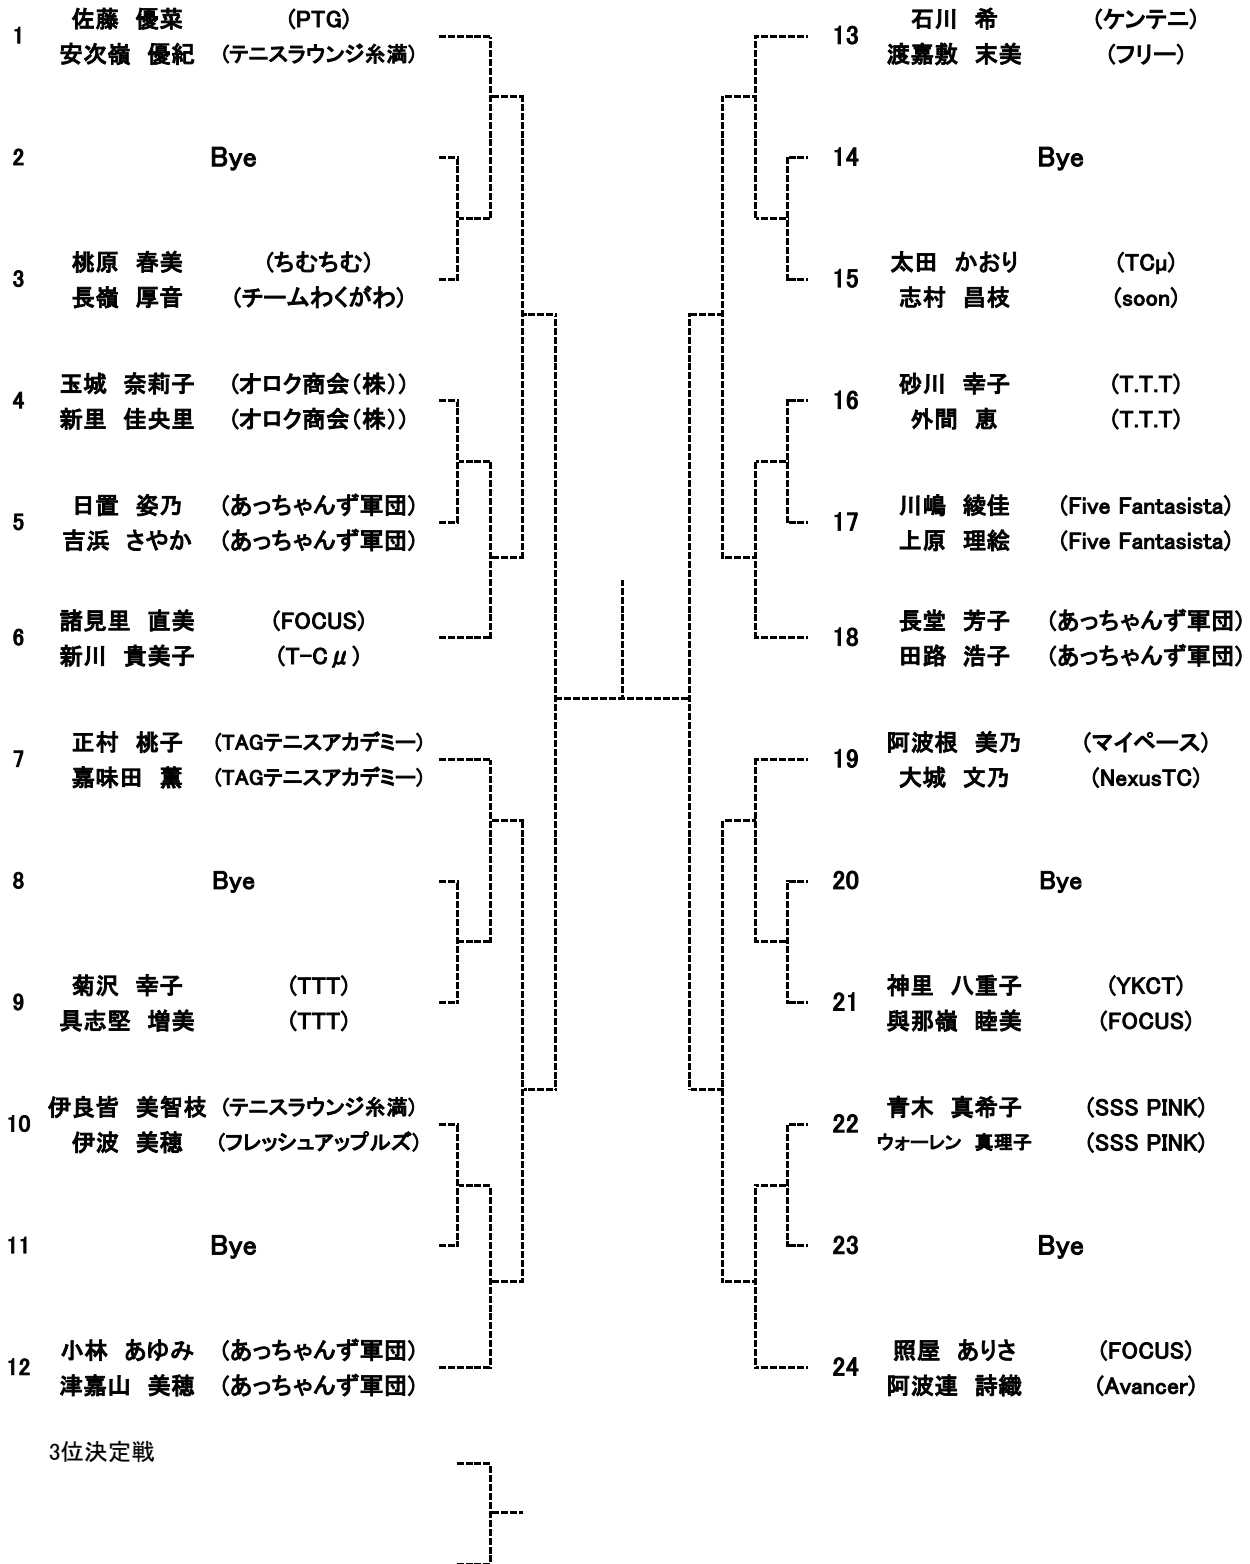 1 佐藤 優菜 (PTG)
安次嶺 優紀 (テニスラウンジ糸満)
2 Bye
3 桃原 春美 (ちむちむ)
長嶺 厚音 (チームわくがわ)
4 玉城 奈莉子 (オロク商会(株))
新里 佳央里 (オロク商会(株))
5 日置 姿乃 (あっちゃんず軍団)
吉浜 さやか (あっちゃんず軍団)
6 諸見里 直美 (FOCUS)
新川 貴美子 (T-Cμ)
7 正村 桃子 (TAGテニスアカデミー)
嘉味田 薫 (TAGテニスアカデミー)
8 Bye
9 菊沢 幸子 (TTT)
具志堅 増美 (TTT)
10 伊良皆 美智枝 (テニスラウンジ糸満)
伊波 美穂 (フレッシュアップルズ)
11 Bye
12 小林 あゆみ (あっちゃんず軍団)
津嘉山 美穂 (あっちゃんず軍団)
13 石川 希 (ケンテニ)
渡嘉敷 末美 (フリー)
14 Bye
15 太田 かおり (TCμ)
志村 昌枝 (soon)
16 砂川 幸子 (T.T.T)
外間 恵 (T.T.T)
17 川嶋 綾佳 (Five Fantasista)
上原 理絵 (Five Fantasista)
18 長堂 芳子 (あっちゃんず軍団)
田路 浩子 (あっちゃんず軍団)
19 阿波根 美乃 (マイペース)
大城 文乃 (NexusTC)
20 Bye
21 神里 八重子 (YKCT)
與那嶺 睦美 (FOCUS)
22 青木 真希子 (SSS PINK)
ウォーレン 真理子 (SSS PINK)
23 Bye
24 照屋 ありさ (FOCUS)
阿波連 詩織 (Avancer)
3位決定戦